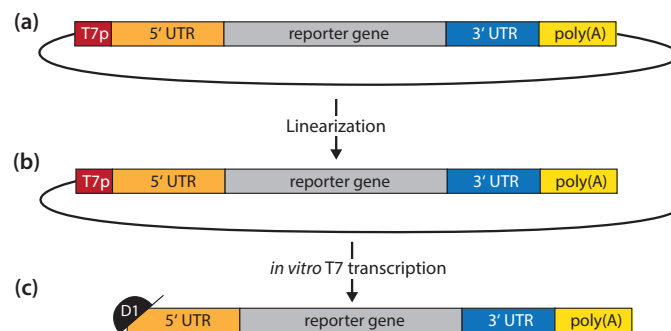 (a)
T7p 5‘ UTR reporter gene 3‘ UTR poly(A)
Linearization
(b)
T7p 5‘ UTR reporter gene 3‘ UTR poly(A)
in vitro T7 transcription
(c)
D1 5‘ UTR reporter gene 3‘ UTR poly(A)